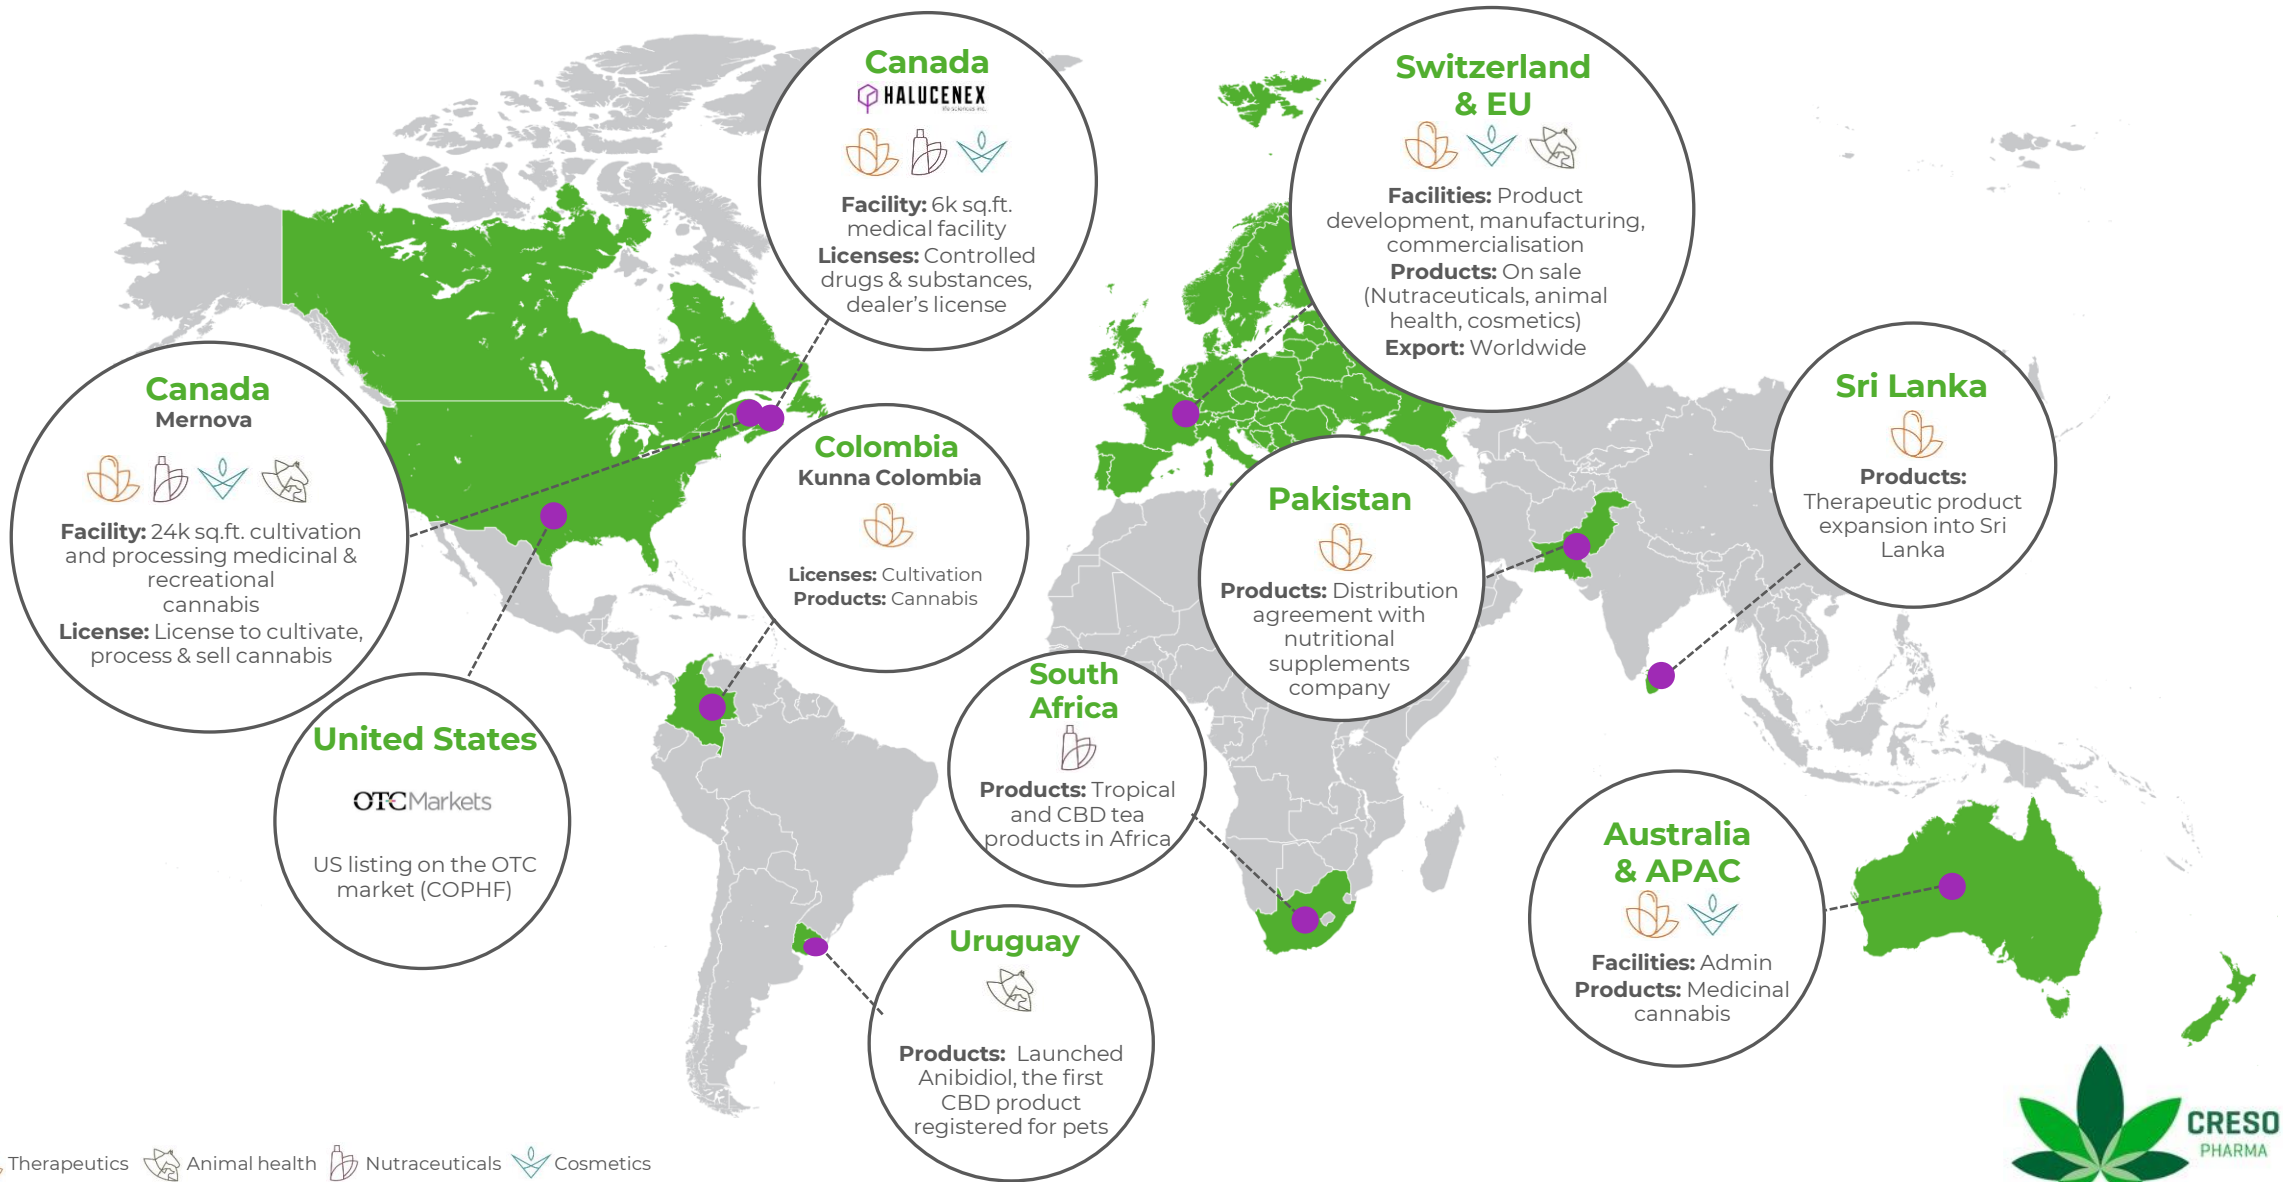 Canada
HALUCENEX
life sciences inc.
Facility: 6k sq.ft.
medical facility
Licenses: Controlled
drugs & substances,
dealer's license
Switzerland
& EU
Facilities: Product
development, manufacturing,
commercialisation
Products: On sale
(Nutraceuticals, animal
health, cosmetics)
Export: Worldwide
Canada
Mernova
Facility: 24k sq.ft. cultivation
and processing medicinal &
recreational
cannabis
License: License to cultivate,
process & sell cannabis
Colombia
Kunna Colombia
Licenses: Cultivation
Products: Cannabis
Pakistan
Products: Distribution
agreement with
nutritional
supplements
company
Sri Lanka
Products:
Therapeutic product
expansion into Sri
Lanka
United States
OTC Markets
US listing on the OTC
market (COPHF)
South
Africa
Products: Tropical
and CBD tea
products in Africa
Uruguay
Products: Launched
Anibidiol, the first
CBD product
registered for pets
Australia
& APAC
Facilities: Admin
Products: Medicinal
cannabis
Therapeutics Animal health Nutraceuticals Cosmetics
CRESO
PHARMA